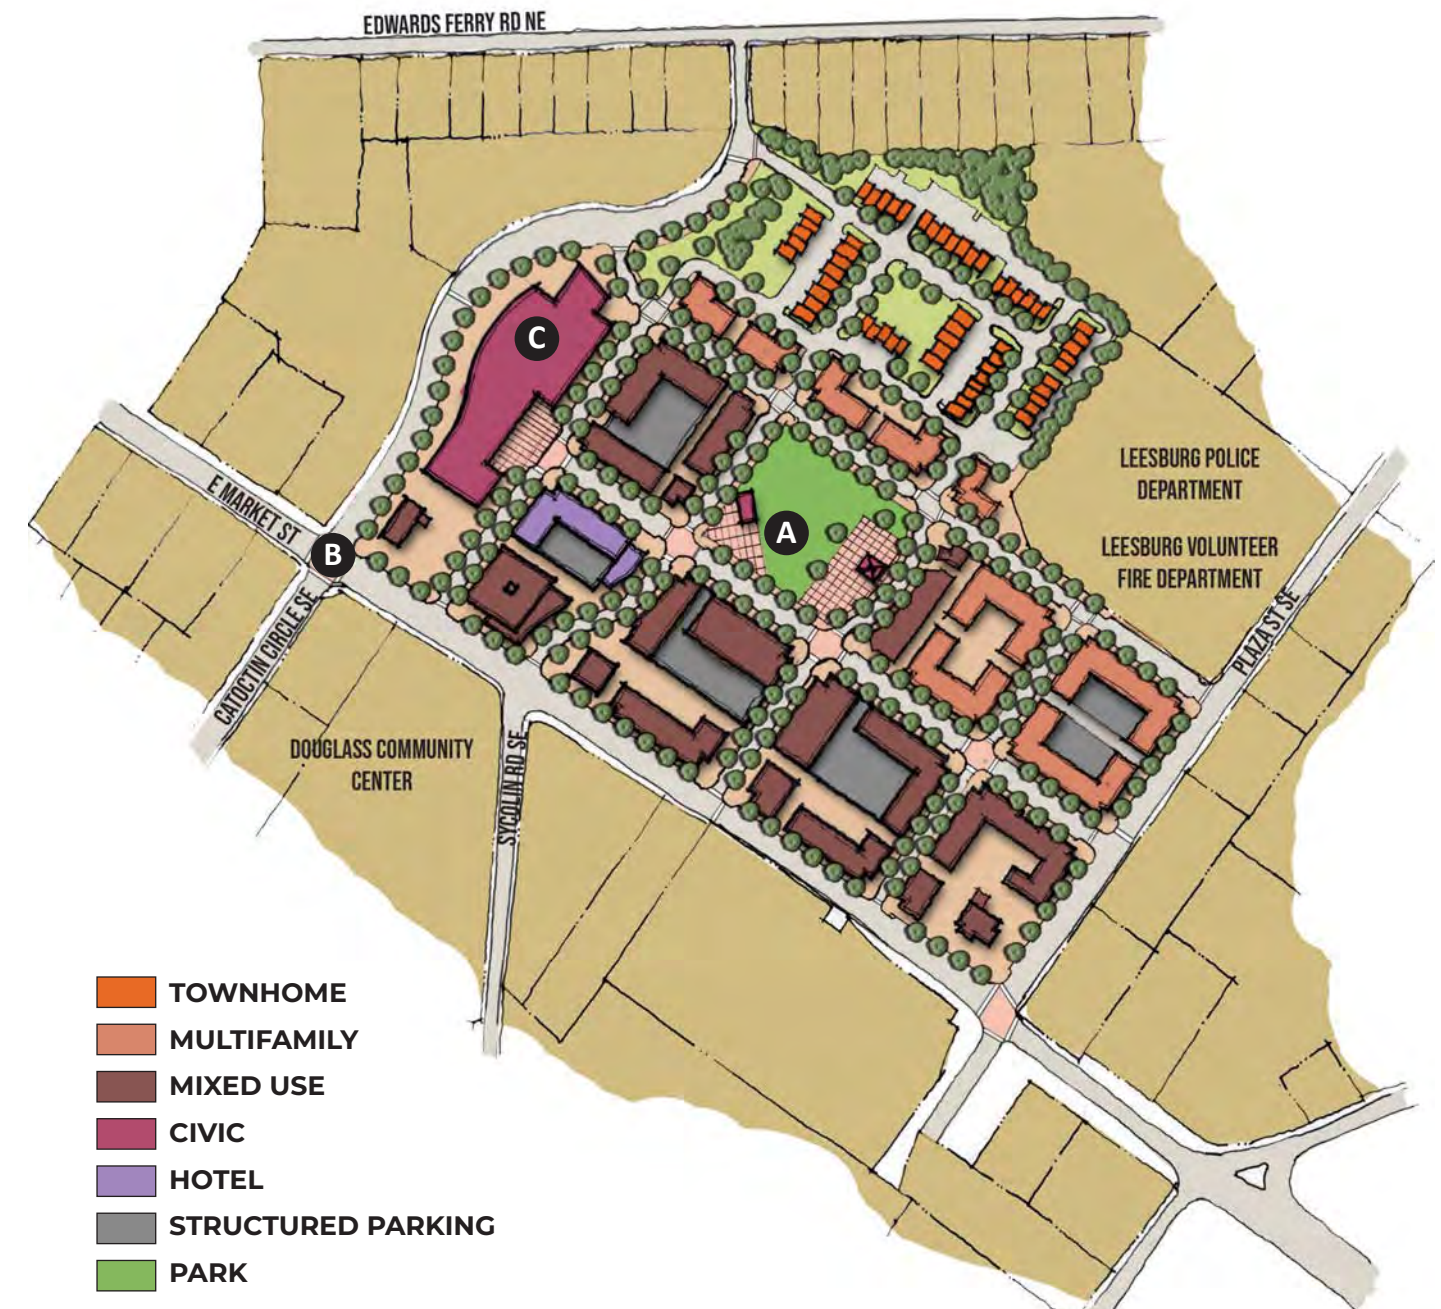 EDWARDS FERRY RD NE
C
LEESBURG POLICE
DEPARTMENT
LEESBURG VOLUNTEER
FIRE DEPARTMENT
E MARKET ST
A
B
CATOCTIN CIRCLE SE
PLAZA ST SE
DOUGLASS COMMUNITY
CENTER
SYCOLIN RD SE
TOWNHOME
MULTIFAMILY
MIXED USE
CIVIC
HOTEL
STRUCTURED PARKING
PARK